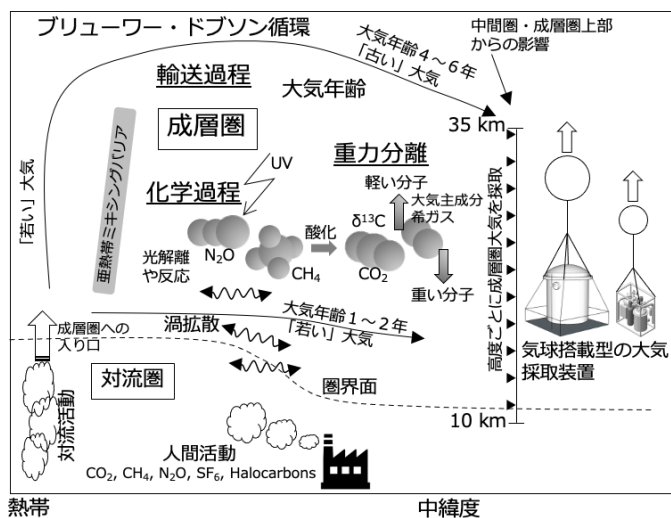 ブリューワー・ドブソン循環
中間圏・成層圏上部
からの影響
輸送過程
大気年齢
大気年齢4～6年
「古い」大気
35 km
成層圏
亜熱帯ミキシングバリア
「若い」大気
UV
重力分離
化学過程
軽い分子
大気主成分
希ガス
δ¹³C
酸化
光解離
や反応
N₂O
CH₄
CO₂
重い分子
高度ごとに成層圏大気を採取
成層圏への
入り口
渦拡散
大気年齢1～2年
「若い」大気
気球搭載型の大気
採取装置
対流圏
対流活動
圏界面
10 km
人間活動
CO₂, CH₄, N₂O, SF₆, Halocarbons
熱帯
中緯度